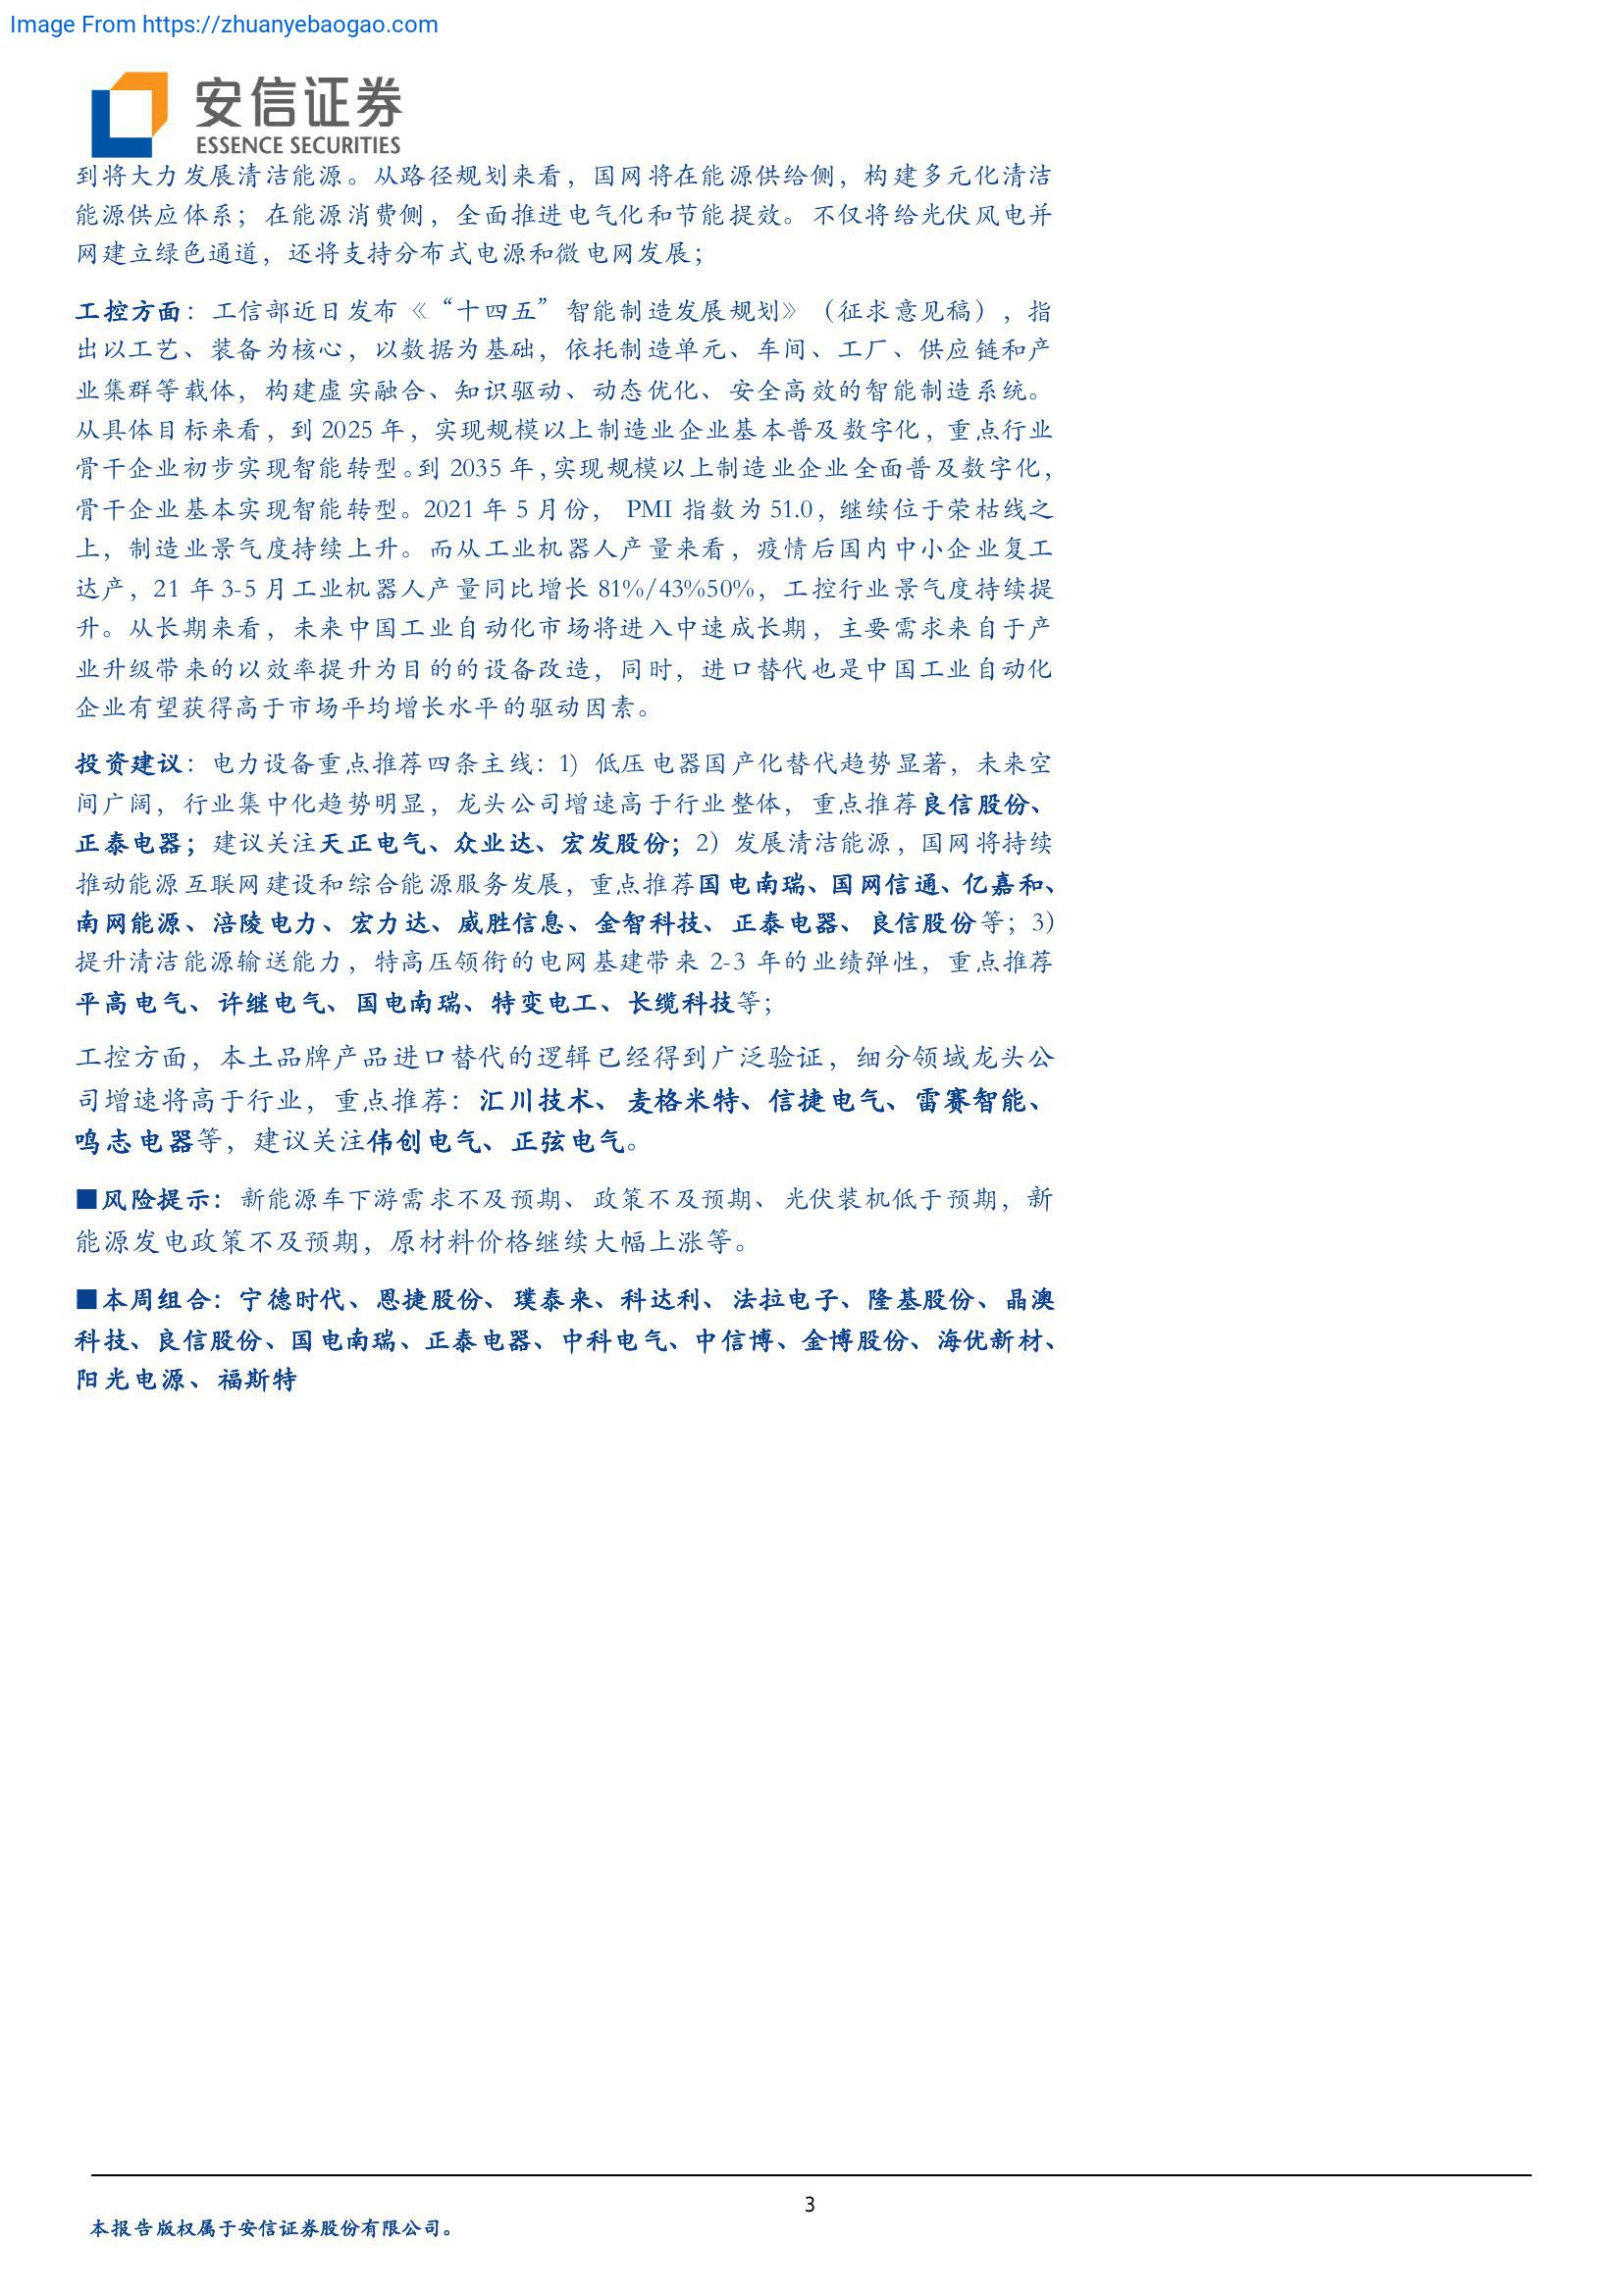 Image From https://zhuanyebaogao.com
安信证券
ESSENCE SECURITIES
到将大力发展清洁能源。从路径规划来看，国网将在能源供给侧，构建多元化清洁
能源供应体系；在能源消费侧，全面推进电气化和节能提效。不仅将给光伏风电并
网建立绿色通道，还将支持分布式电源和微电网发展；
工控方面：工信部近日发布《“十四五”智能制造发展规划》（征求意见稿），指
出以工艺、装备为核心，以数据为基础，依托制造单元、车间、工厂、供应链和产
业集群等载体，构建虚实融合、知识驱动、动态优化、安全高效的智能制造系统。
从具体目标来看，到 2025 年，实现规模以上制造业企业基本普及数字化，重点行业
骨干企业初步实现智能转型。到 2035 年，实现规模以上制造业企业全面普及数字化，
骨干企业基本实现智能转型。2021 年 5 月份， PMI 指数为 51.0，继续位于荣枯线之
上，制造业景气度持续上升。而从工业机器人产量来看，疫情后国内中小企业复工
达产，21 年 3-5 月工业机器人产量同比增长 81%/43%50%，工控行业景气度持续提
升。从长期来看，未来中国工业自动化市场将进入中速成长期，主要需求来自于产
业升级带来的以效率提升为目的的设备改造，同时，进口替代也是中国工业自动化
企业有望获得高于市场平均增长水平的驱动因素。
投资建议：电力设备重点推荐四条主线：1）低压电器国产化替代趋势显著，未来空
间广阔，行业集中化趋势明显，龙头公司增速高于行业整体，重点推荐良信股份、
正泰电器；建议关注天正电气、众业达、宏发股份；2）发展清洁能源，国网将持续
推动能源互联网建设和综合能源服务发展，重点推荐国电南瑞、国网信通、亿嘉和、
南网能源、涪陵电力、宏力达、威胜信息、金智科技、正泰电器、良信股份等；3）
提升清洁能源输送能力，特高压领衔的电网基建带来 2-3 年的业绩弹性，重点推荐
平高电气、许继电气、国电南瑞、特变电工、长缆科技等；
工控方面，本土品牌产品进口替代的逻辑已经得到广泛验证，细分领域龙头公
司增速将高于行业，重点推荐：汇川技术、麦格米特、信捷电气、雷赛智能、
鸣志电器等，建议关注伟创电气、正弦电气。
■风险提示：新能源车下游需求不及预期、政策不及预期、光伏装机低于预期，新
能源发电政策不及预期，原材料价格继续大幅上涨等。
■本周组合：宁德时代、恩捷股份、璞泰来、科达利、法拉电子、隆基股份、晶澳
科技、良信股份、国电南瑞、正泰电器、中科电气、中信博、金博股份、海优新材、
阳光电源、福斯特
3
本报告版权属于安信证券股份有限公司。